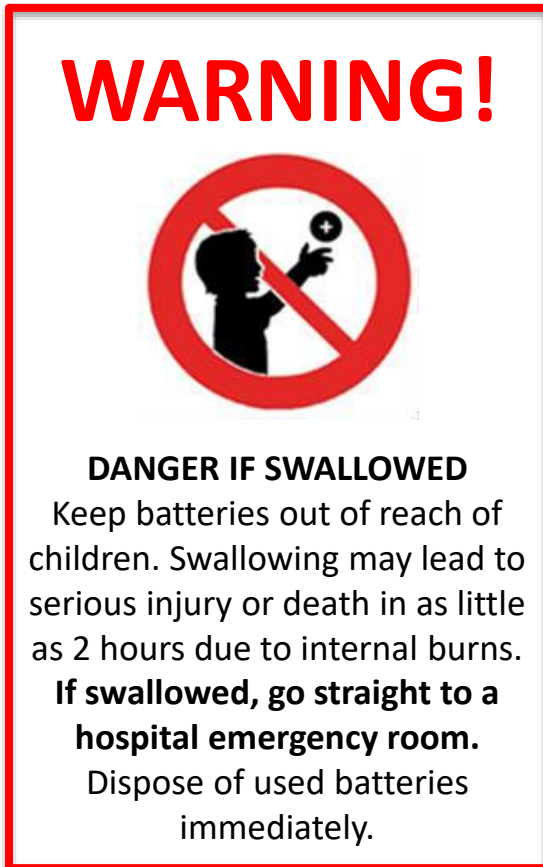 WARNING!
DANGER IF SWALLOWED
Keep batteries out of reach of
children. Swallowing may lead to
serious injury or death in as little
as 2 hours due to internal burns.
If swallowed, go straight to a
hospital emergency room.
Dispose of used batteries
immediately.